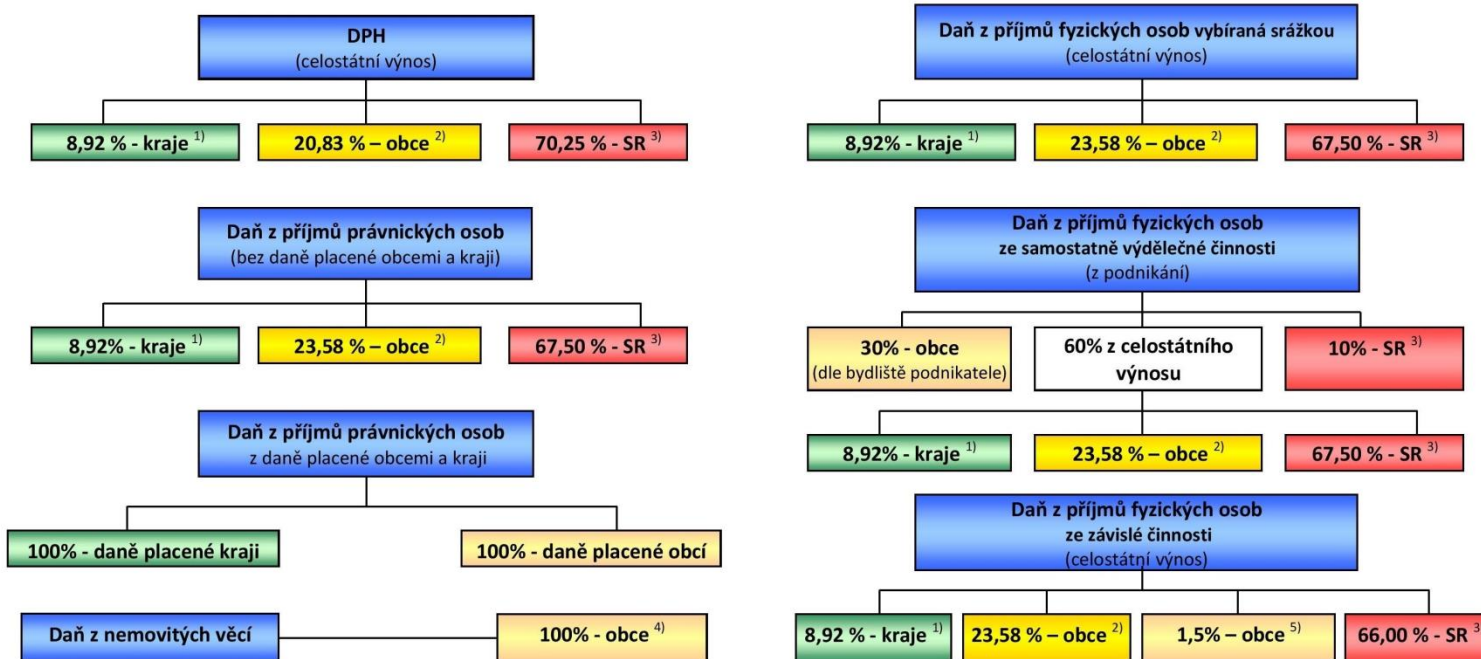 DPH
(celostátní výnos)
8,92 % - kraje 1)
20,83 % – obce 2)
70,25 % - SR 3)
Daň z příjmů právnických osob
(bez daně placené obcemi a kraji)
8,92% - kraje 1)
23,58 % – obce 2)
67,50 % - SR 3)
Daň z příjmů právnických osob
z daně placené obcemi a kraji
100% - daně placené kraji
100% - daně placené obcí
Daň z nemovitých věcí
100% - obce 4)
Daň z příjmů fyzických osob vybíraná srážkou
(celostátní výnos)
8,92% - kraje 1)
23,58 % – obce 2)
67,50 % - SR 3)
Daň z příjmů fyzických osob
ze samostatně výdělečné činnosti
(z podnikání)
30% - obce
(dle bydliště podnikatele)
60% z celostátního
výnosu
10% - SR 3)
8,92% - kraje 1)
23,58 % – obce 2)
67,50 % - SR 3)
Daň z příjmů fyzických osob
ze závislé činnosti
(celostátní výnos)
8,92 % - kraje 1)
23,58 % – obce 2)
1,5% – obce 5)
66,00 % - SR 3